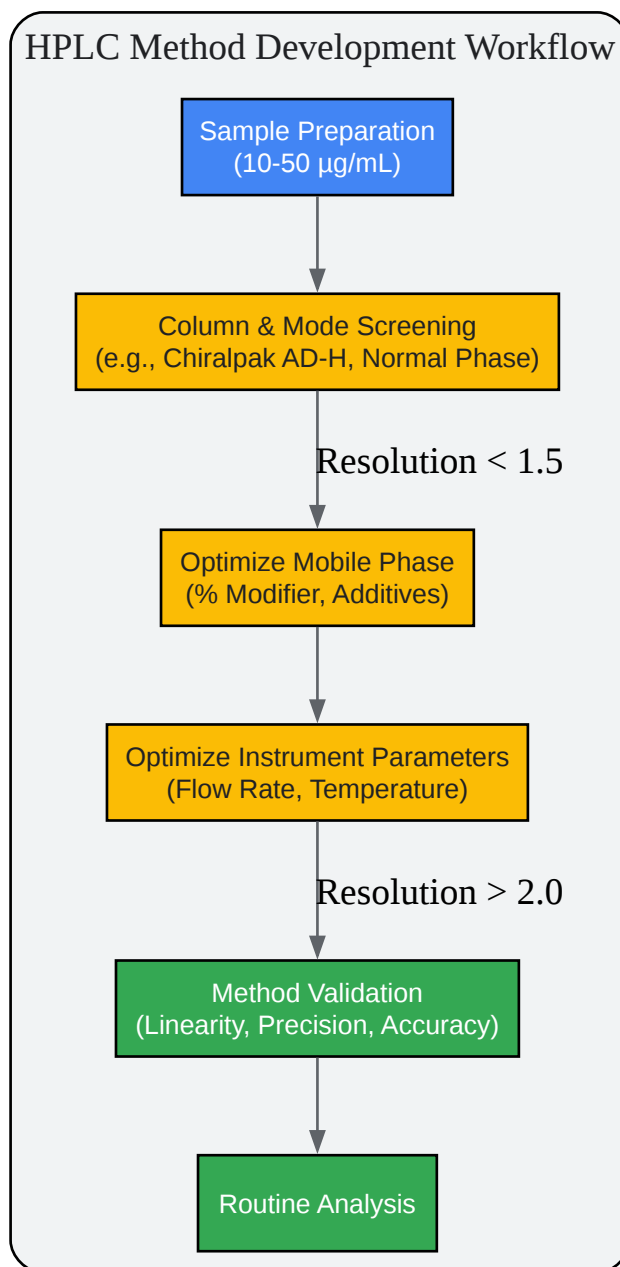 HPLC Method Development Workflow
Sample Preparation
(10-50 µg/mL)
Column & Mode Screening
(e.g., Chiralpak AD-H, Normal Phase)
Resolution < 1.5
Optimize Mobile Phase
(% Modifier, Additives)
Optimize Instrument Parameters
(Flow Rate, Temperature)
Resolution > 2.0
Method Validation
(Linearity, Precision, Accuracy)
Routine Analysis